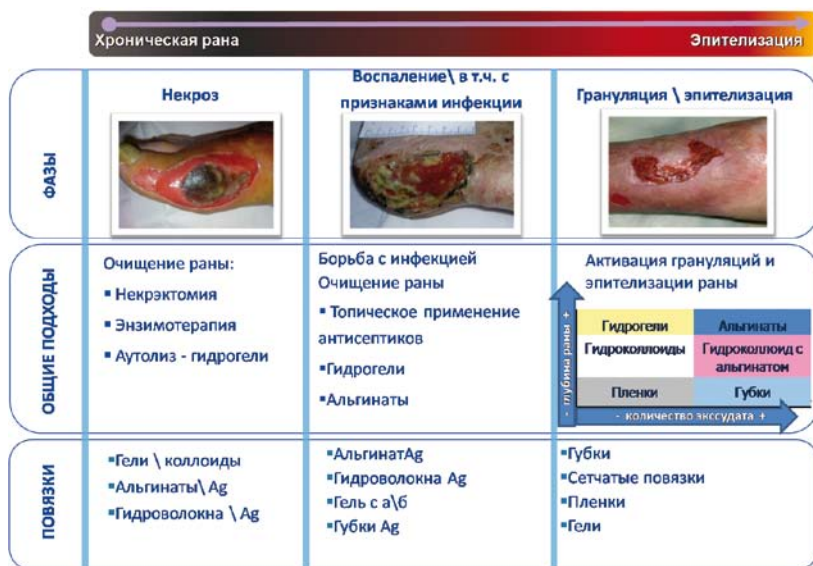 Хроническая рана
Эпителизация
ФАЗЫ
Некроз
Воспаление\ в т.ч. с
признаками инфекции
Грануляция \ эпителизация
ОБЩИЕ ПОДХОДЫ
Очищение раны:
▪ Некрэктомия
▪ Энзимотерапия
▪ Аутолиз - гидрогели
Борьба с инфекцией
Очищение раны
▪ Топическое применение
антисептиков
▪Гидрогели
▪ Альгинаты
Активация грануляций и
эпителизации раны
- глубина раны +
Гидрогели
Альгинаты
Гидроколлоиды
Гидроколлоид с
альгинатом
Пленки
Губки
- количество экссудата +
ПОВЯЗКИ
▪Гели \ коллоиды
▪Альгинаты\ Ag
▪Гидроволокна \ Ag
▪АльгинатAg
▪Гидроволокна Ag
▪Гель с а\б
▪Губки Ag
▪Губки
▪Сетчатые повязки
▪Пленки
▪Гели